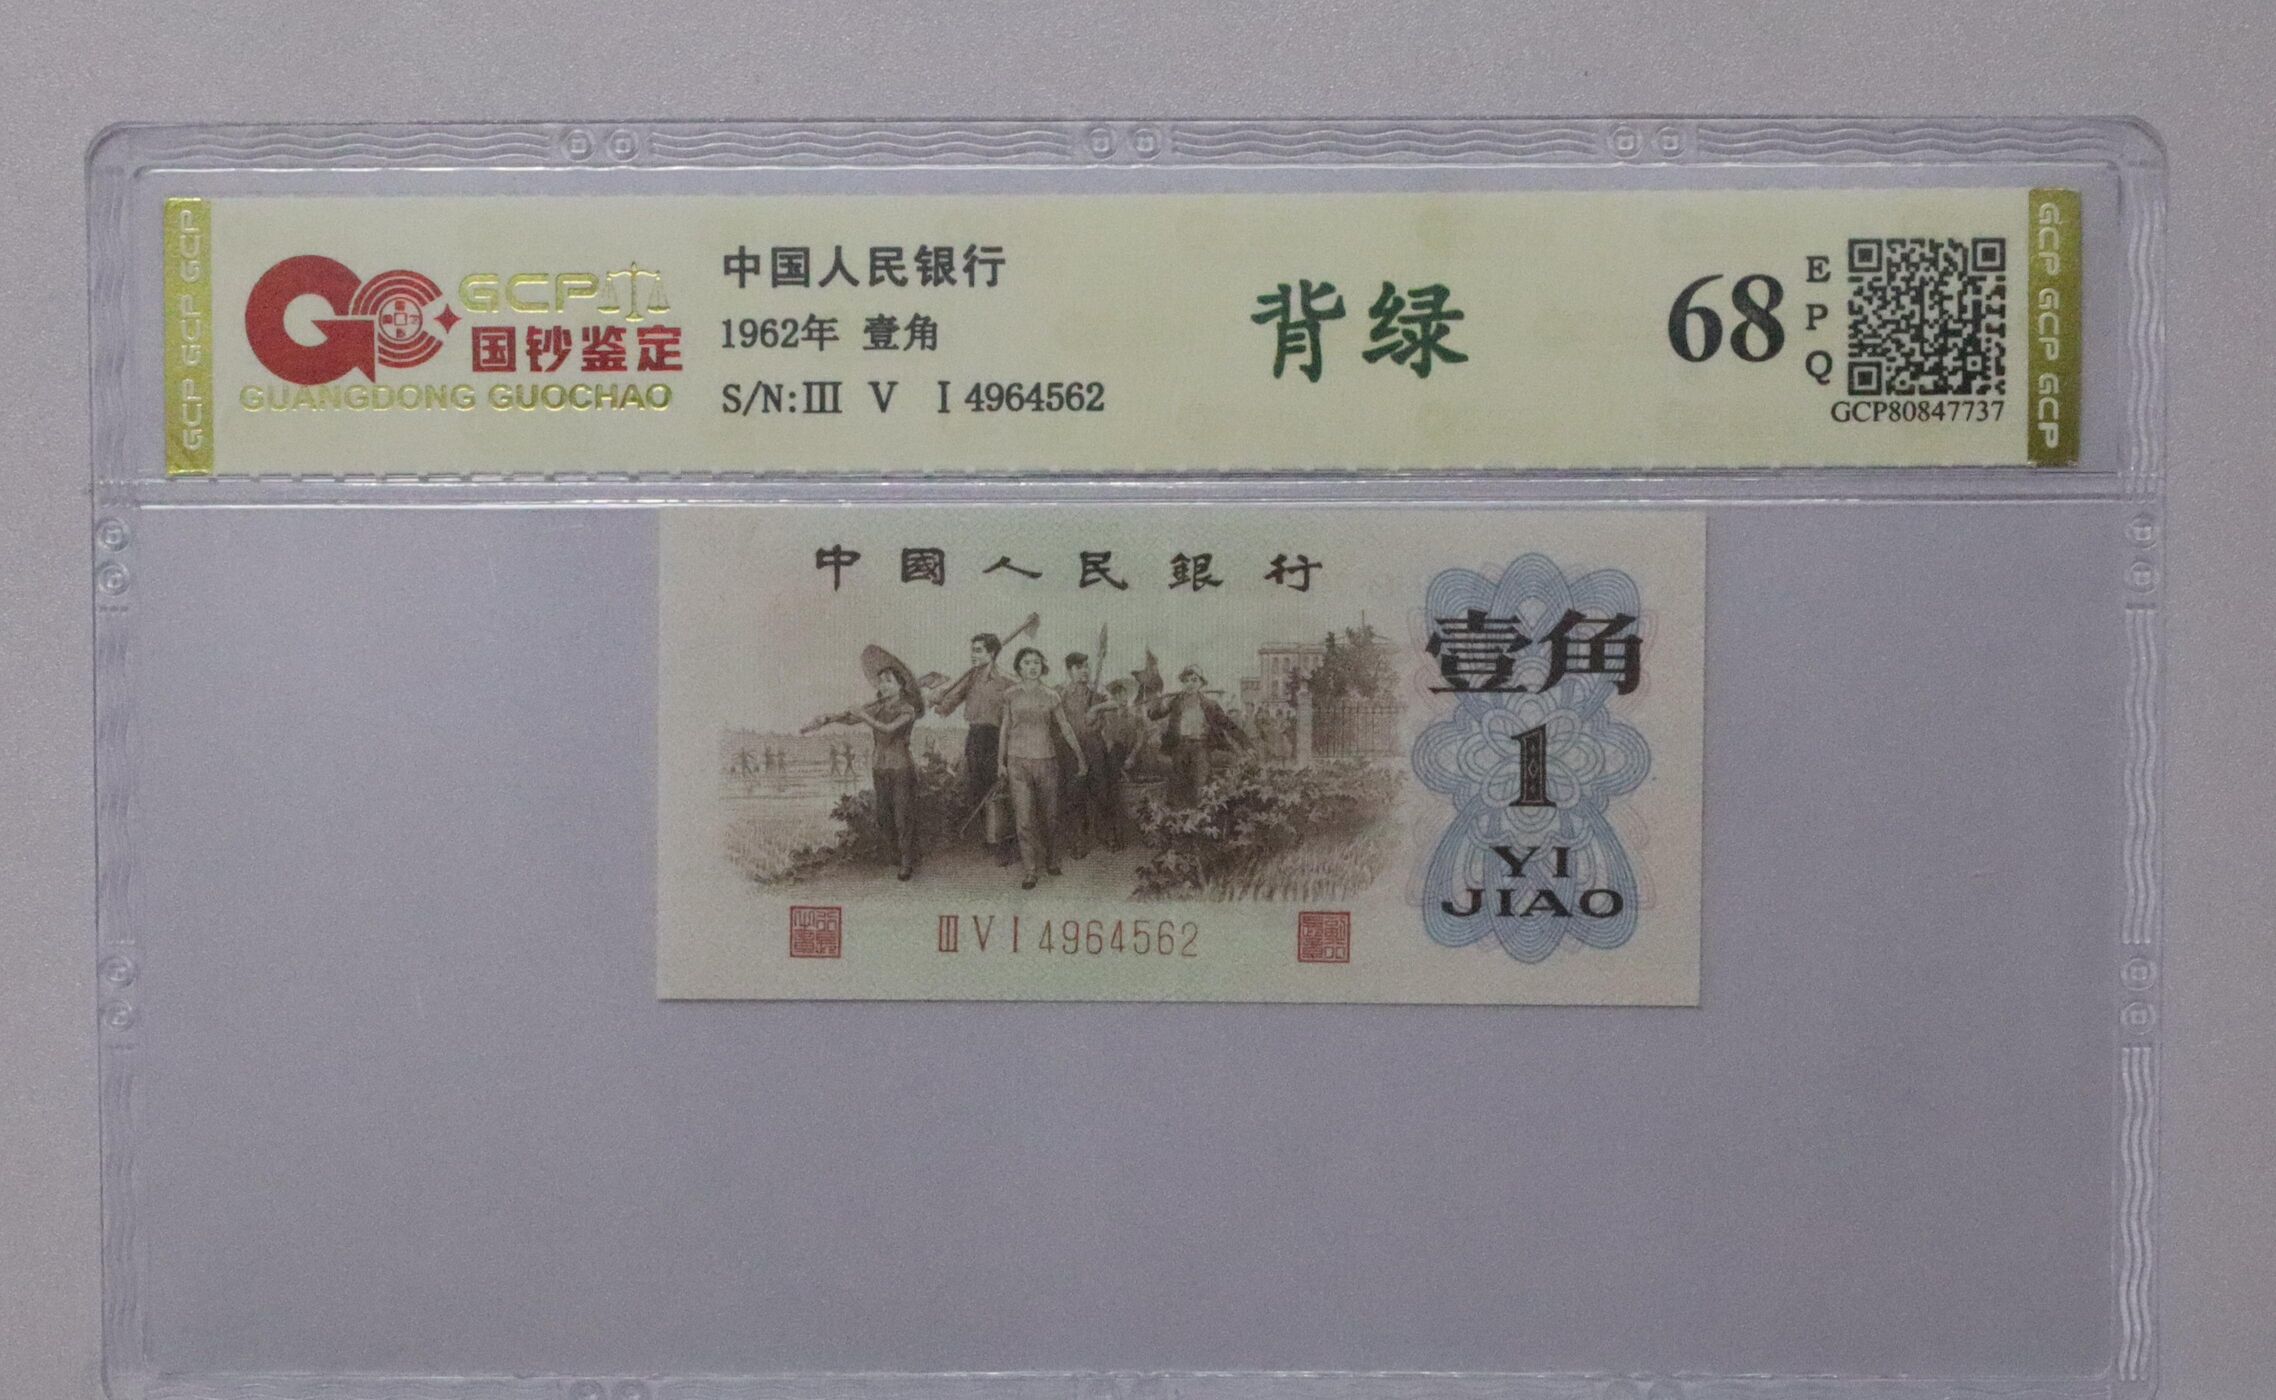 GCP GCP GCP
GCP
国钞鉴定
GUANGDONG GUOCHAO
中国人民银行
1962年 壹角
S/N:Ⅲ Ⅴ Ⅰ 4964562
背绿
68
E
P
Q
GCP80847737
GCP GCP GCP
中國人民銀行
壹角
1
YI
JIAO
ⅢⅤⅠ4964562